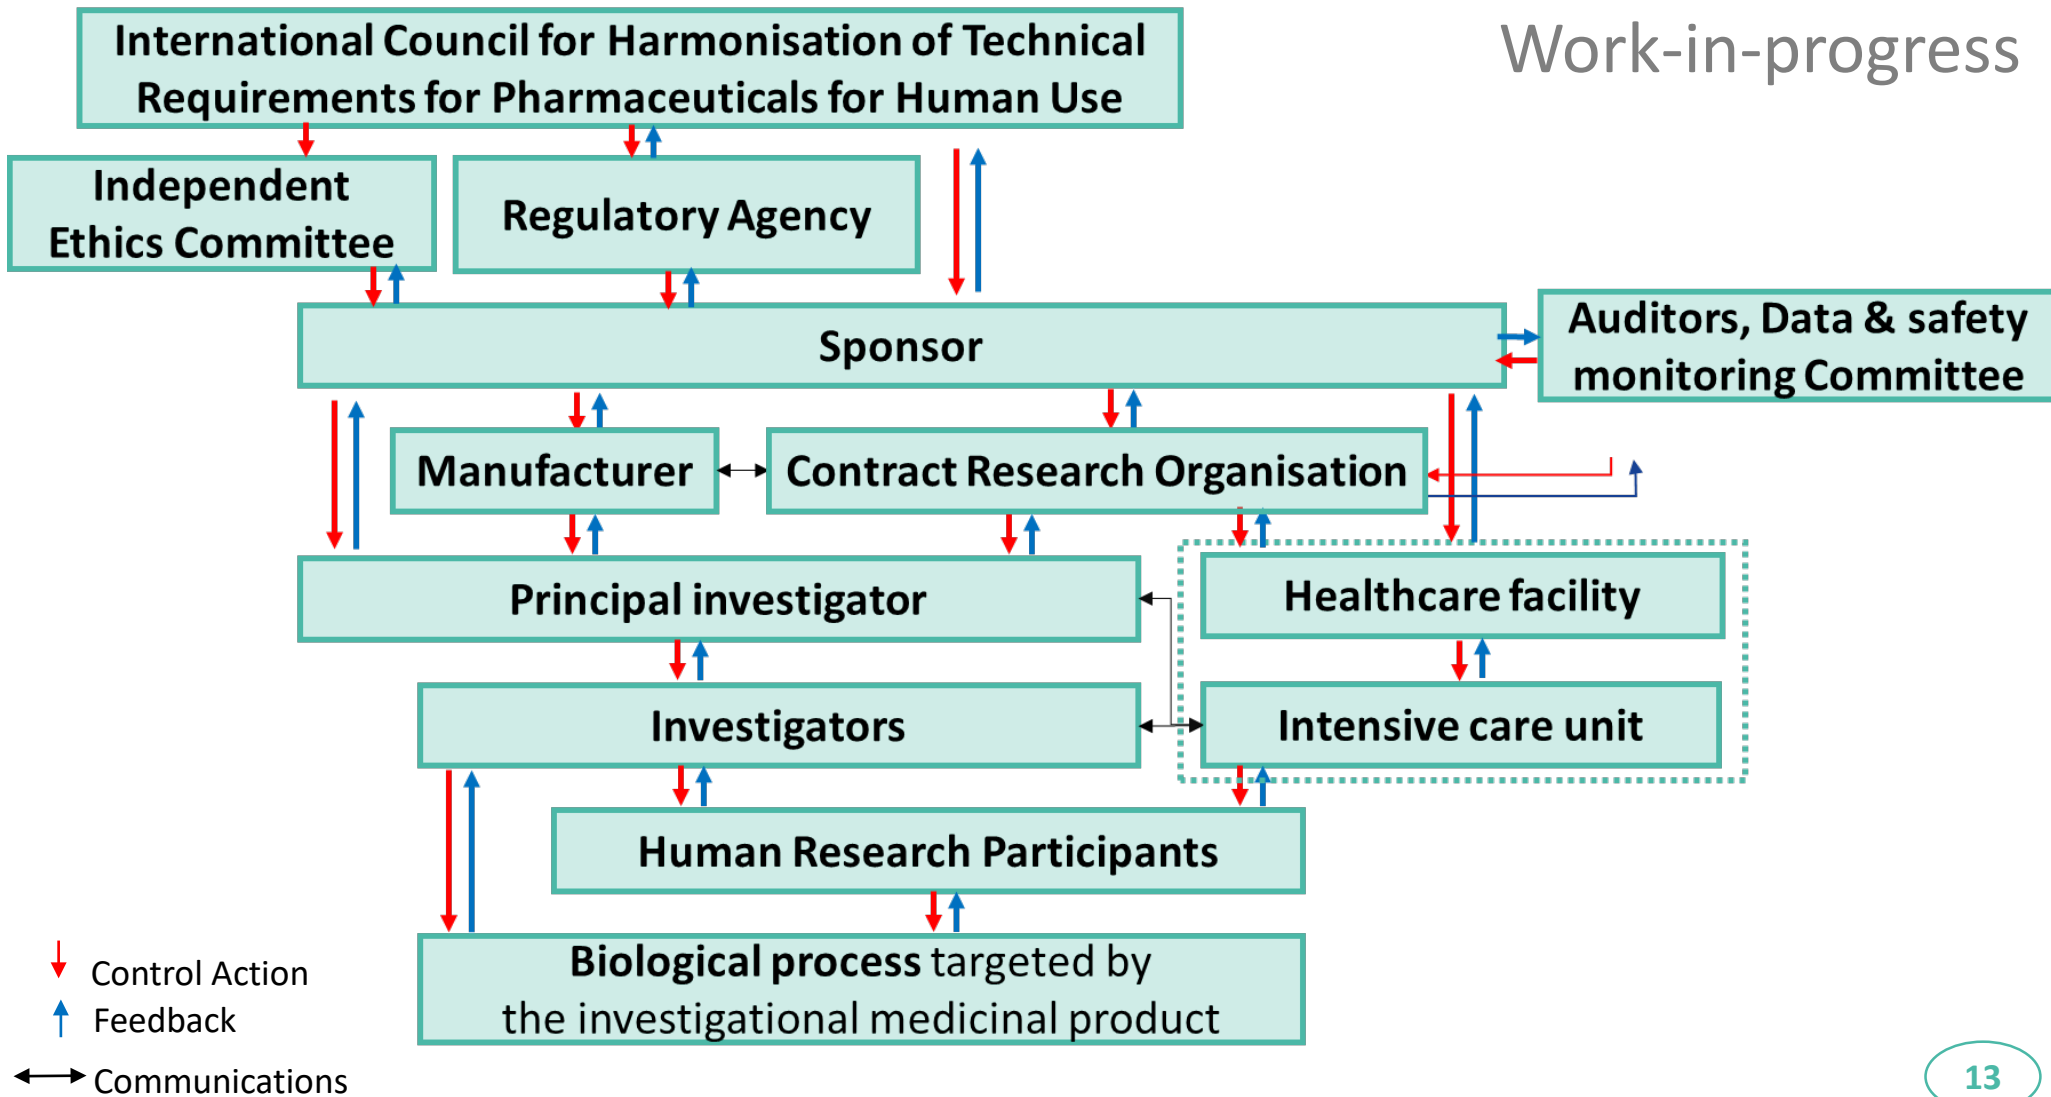 Work-in-progress
International Council for Harmonisation of Technical
Requirements for Pharmaceuticals for Human Use
Independent
Ethics Committee
Regulatory Agency
Sponsor
Auditors, Data & safety
monitoring Committee
Manufacturer
Contract Research Organisation
Principal investigator
Healthcare facility
Investigators
Intensive care unit
Human Research Participants
Biological process targeted by
the investigational medicinal product
Control Action
Feedback
Communications
13